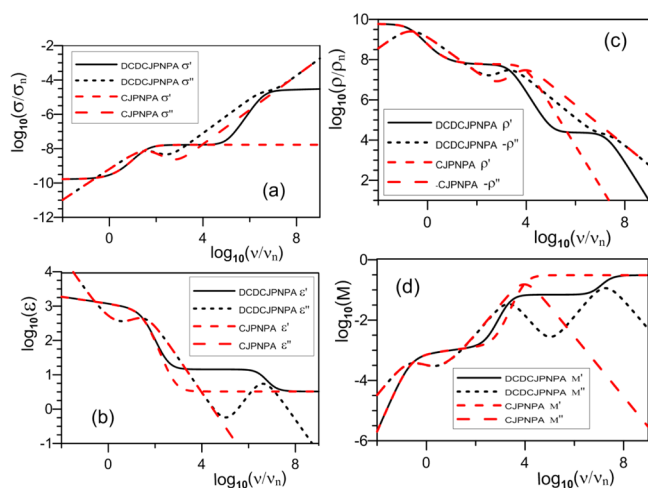 log10(σ/σn)
-2
-4
-6
-8
-10
-12
DCDCJPNPA σ'
DCDCJPNPA σ"
CJPNPA σ'
CJPNPA σ"
(a)
0
4
8
log10(ν/νn)
log10(ρ/ρn)
10
8
6
4
2
(c)
DCDCJPNPA ρ'
DCDCJPNPA -ρ"
CJPNPA ρ'
-CJPNPA -ρ"
0
4
8
log10(ν/νn)
log10(ε)
4
3
2
1
0
-1
DCDCJPNPA ε'
DCDCJPNPA ε"
CJPNPA ε'
CJPNPA ε"
(b)
0
4
8
log10(ν/νn)
log10(M)
-0
-2
-4
-6
(d)
DCDCJPNPA M'
DCDCJPNPA M"
CJPNPA M'
CJPNPA M"
0
4
8
log10(ν/νn)